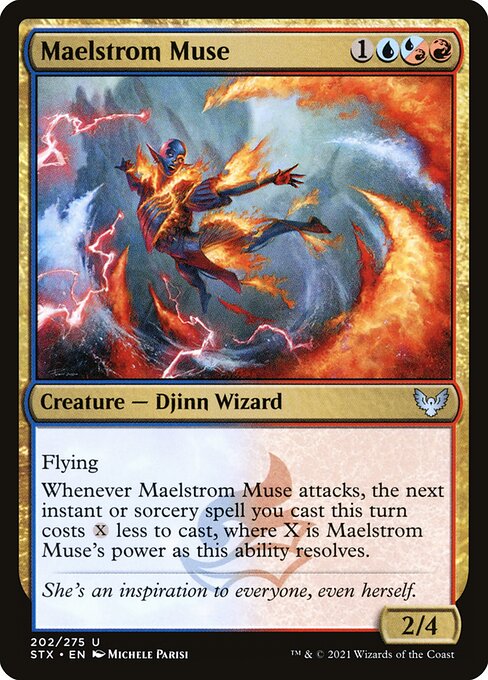 Maelstrom Muse 1
Creature — Djinn Wizard
Flying
Whenever Maelstrom Muse attacks, the next
instant or sorcery spell you cast this turn
costs X less to cast, where X is Maelstrom
Muse's power as this ability resolves.
She's an inspiration to everyone, even herself.
2/4
202/275 U
STX • EN Michele Parisi
™ & © 2021 Wizards of the Coast